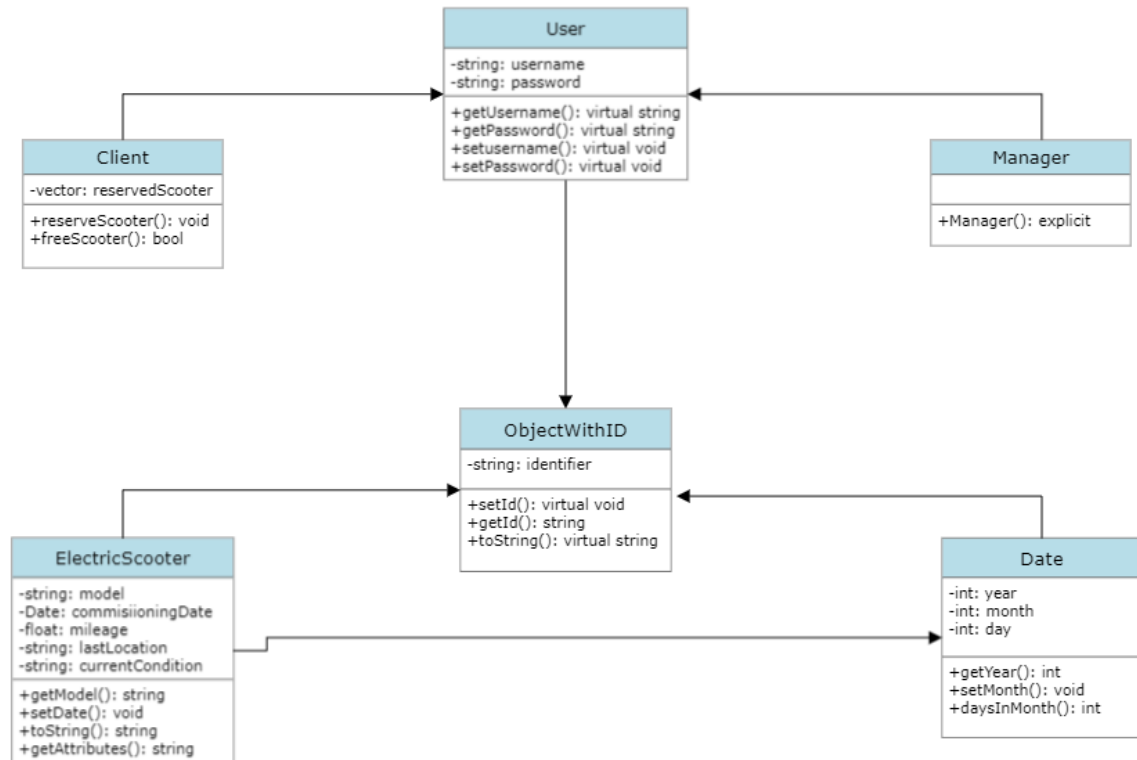 User
-string: username
-string: password
+getUsername(): virtual string
+getPassword(): virtual string
+setusername(): virtual void
+setPassword(): virtual void
Client
-vector: reservedScooter
+reserveScooter(): void
+freeScooter(): bool
Manager
+Manager(): explicit
ObjectWithID
-string: identifier
+setId(): virtual void
+getId(): string
+toString(): virtual string
ElectricScooter
-string: model
-Date: commisiioningDate
-float: mileage
-string: lastLocation
-string: currentCondition
+getModel(): string
+setDate(): void
+toString(): string
+getAttributes(): string
Date
-int: year
-int: month
-int: day
+getYear(): int
+setMonth(): void
+daysInMonth(): int